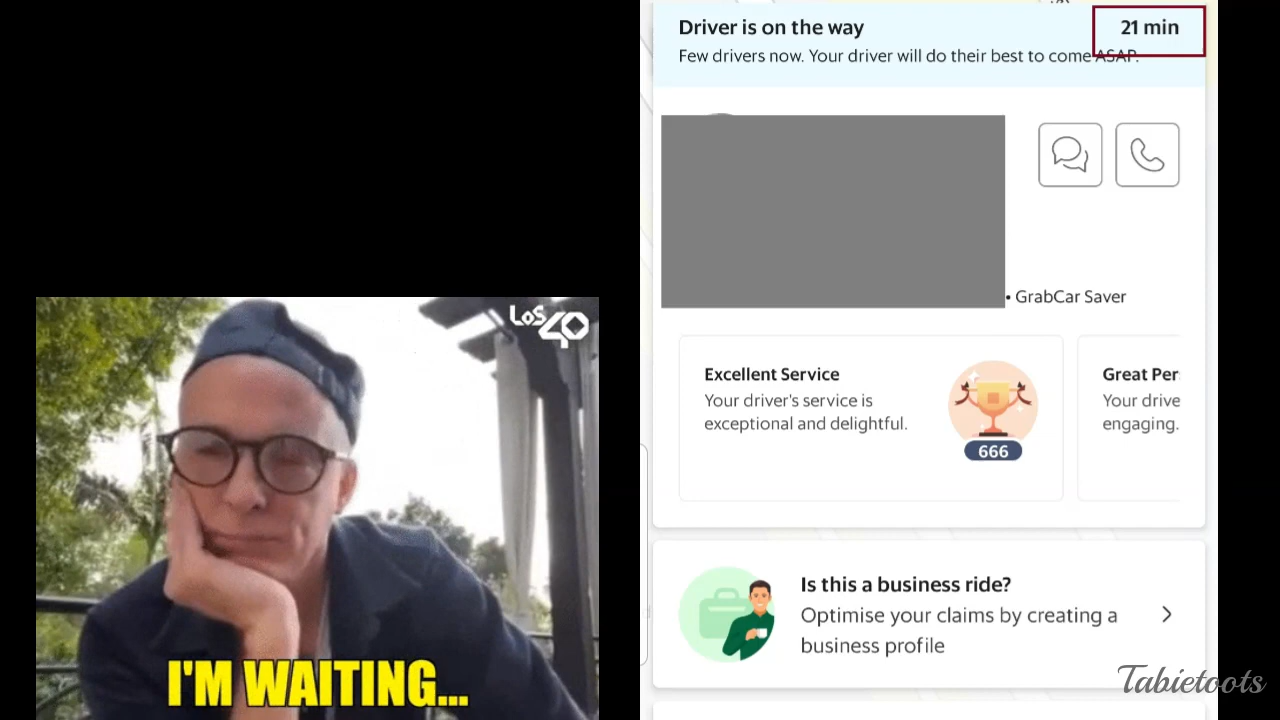 LOS40
I'M WAITING...
Driver is on the way
21 min
Few drivers now. Your driver will do their best to come ASAP.
• GrabCar Saver
Excellent Service
Your driver's service is
exceptional and delightful.
666
Great Per
Your drive
engaging.
Is this a business ride?
Optimise your claims by creating a
business profile
Tabietoots